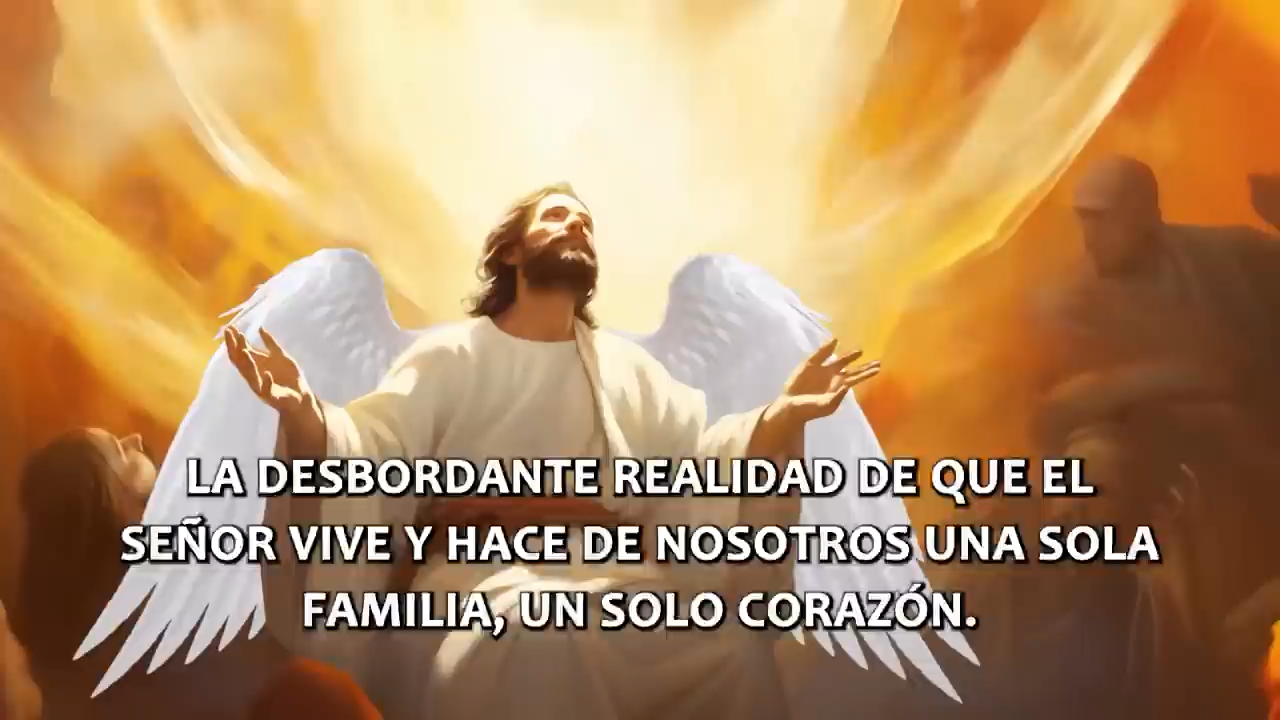 LA DESBORDANTE REALIDAD DE QUE EL
SEÑOR VIVE Y HACE DE NOSOTROS UNA SOLA
FAMILIA, UN SOLO CORAZÓN.